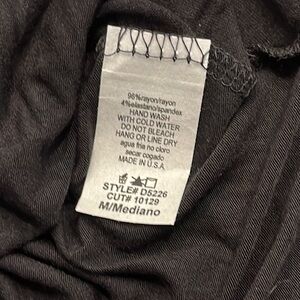 96%rayon/rayon
4%elastano/spandex
HAND WASH
WITH COLD WATER
DO NOT BLEACH
HANG OR LINE DRY
agua fria no cloro
secar cogado
MADE IN U.S.A.
STYLE# D5226
CUT# 10129
M/Mediano